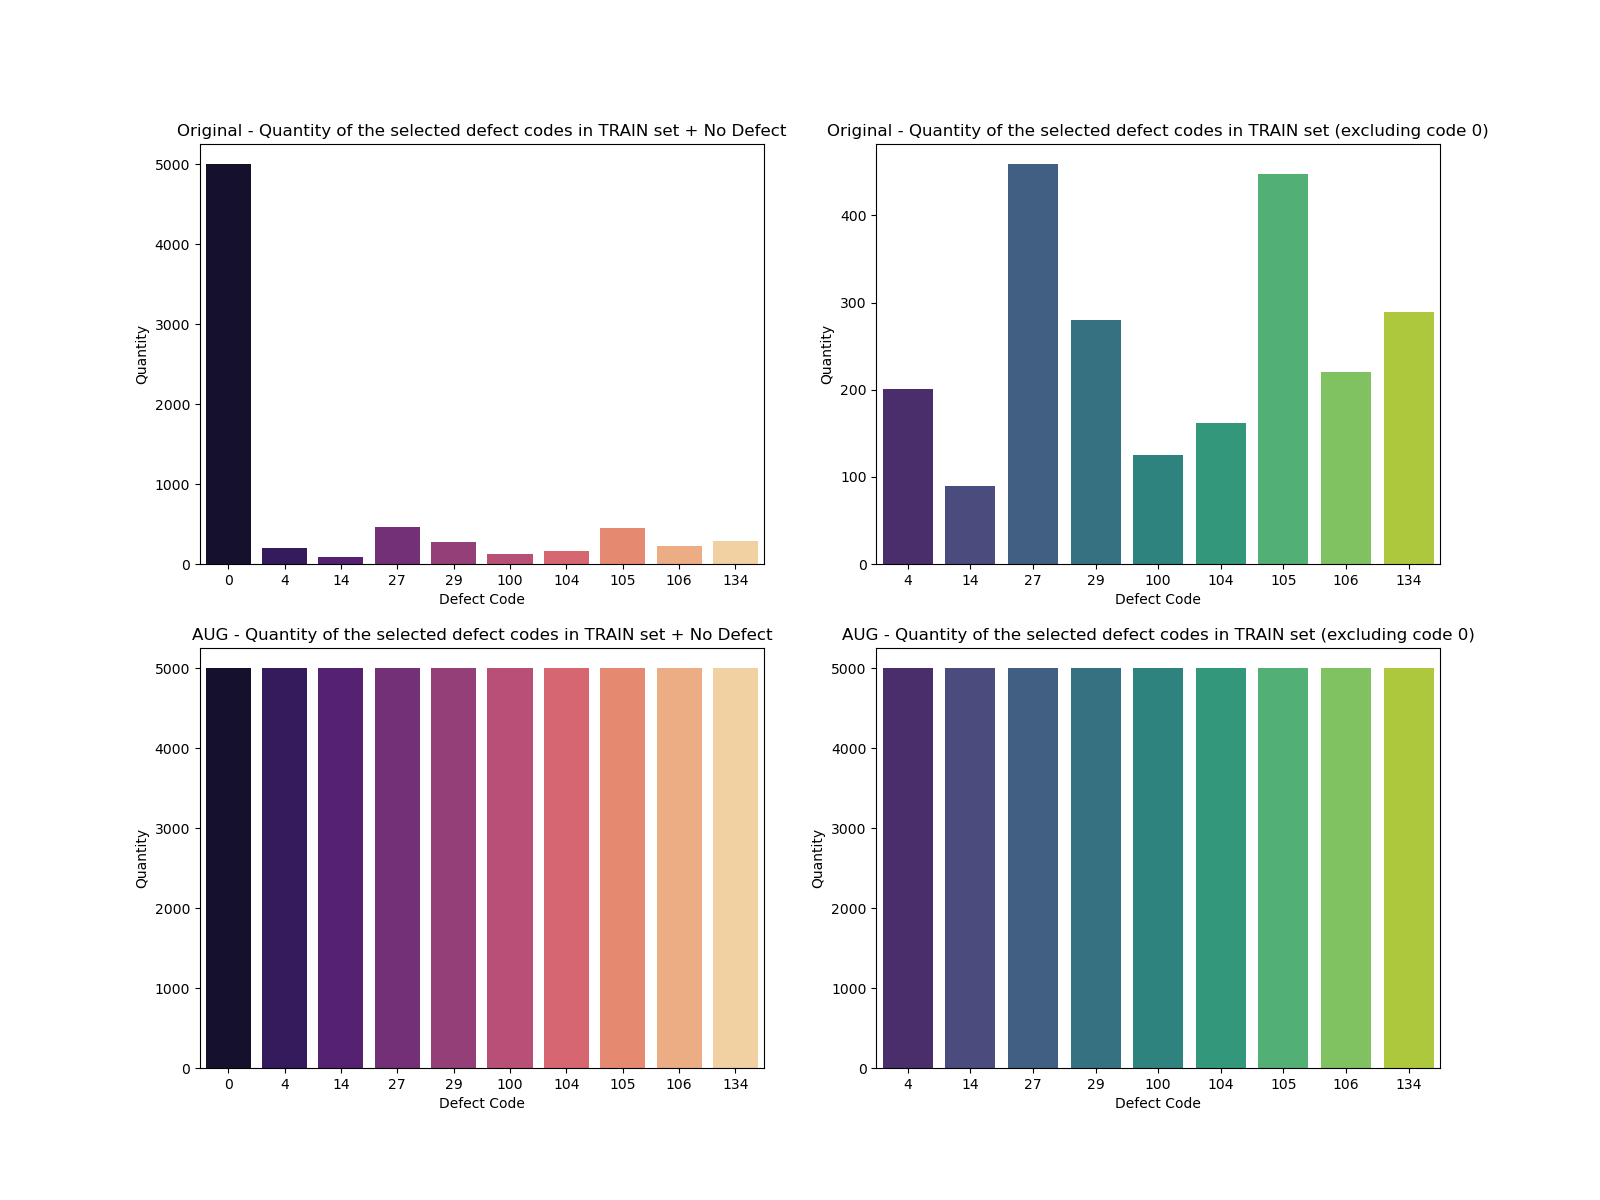 Original - Quantity of the selected defect codes in TRAIN set + No Defect
5000
4000
3000
2000
1000
0
Quantity
0 4 14 27 29 100 104 105 106 134
Defect Code
Original - Quantity of the selected defect codes in TRAIN set (excluding code 0)
400
300
200
100
0
Quantity
4 14 27 29 100 104 105 106 134
Defect Code
AUG - Quantity of the selected defect codes in TRAIN set + No Defect
5000
4000
3000
2000
1000
0
Quantity
0 4 14 27 29 100 104 105 106 134
Defect Code
AUG - Quantity of the selected defect codes in TRAIN set (excluding code 0)
5000
4000
3000
2000
1000
0
Quantity
4 14 27 29 100 104 105 106 134
Defect Code